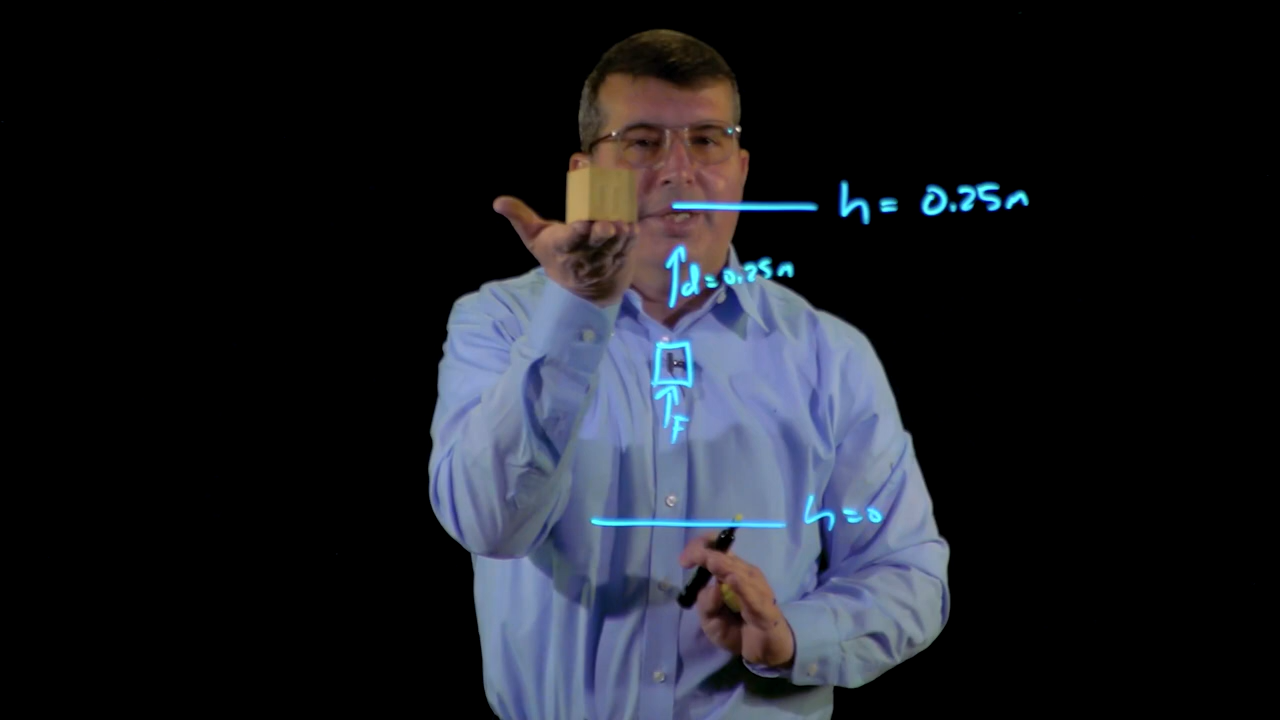 h = 0.25m
d = 0.25m
F
h = 0